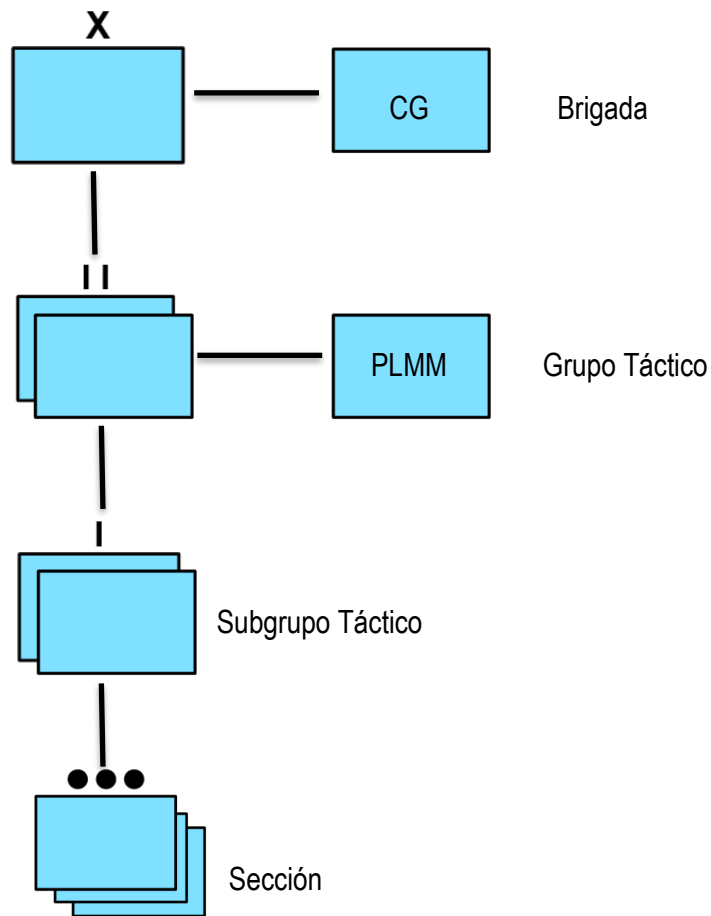 X
CG
Brigada
II
PLMM
Grupo Táctico
I
Subgrupo Táctico
●●●
Sección